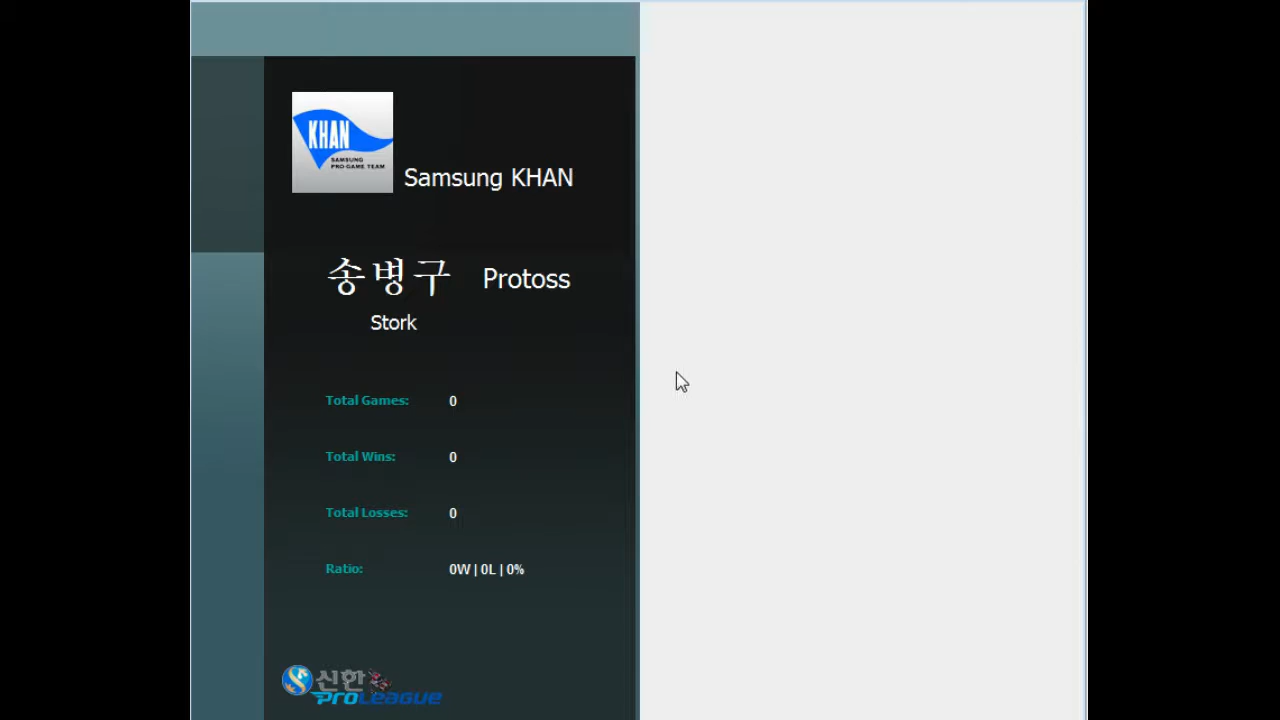 KHAN
SAMSUNG
PRO-GAME TEAM
Samsung KHAN
송병구 Protoss
Stork
Total Games: 0
Total Wins: 0
Total Losses: 0
Ratio: 0W | 0L | 0%
신한
PROLEAGUE